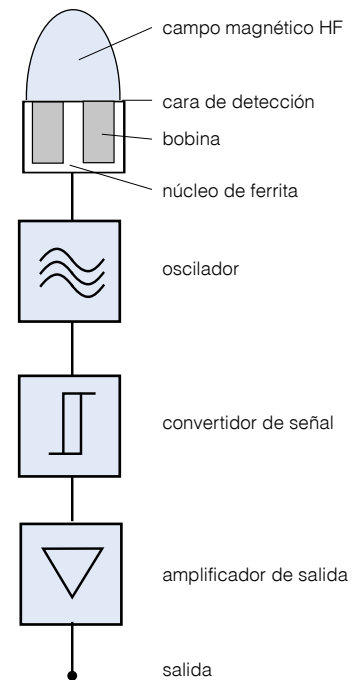 campo magnético HF
cara de detección
bobina
núcleo de ferrita
oscilador
convertidor de señal
amplificador de salida
salida